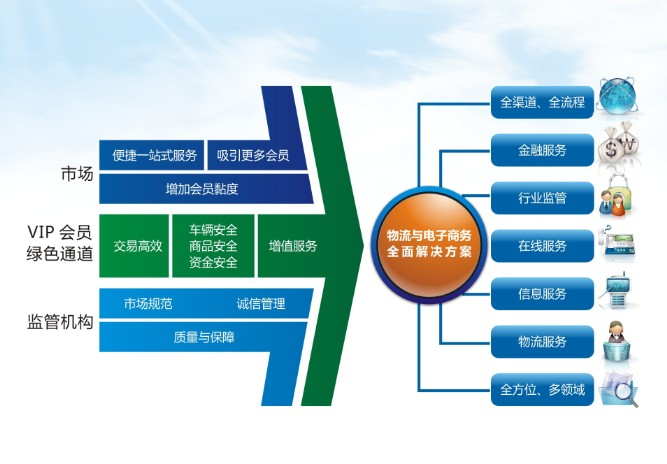 市场
便捷一站式服务
吸引更多会员
增加会员黏度
VIP 会员
绿色通道
交易高效
车辆安全
商品安全
资金安全
增值服务
监管机构
市场规范
诚信管理
质量与保障
物流与电子商务
全面解决方案
全渠道、全流程
金融服务
行业监管
在线服务
信息服务
物流服务
全方位、多领域
$
W